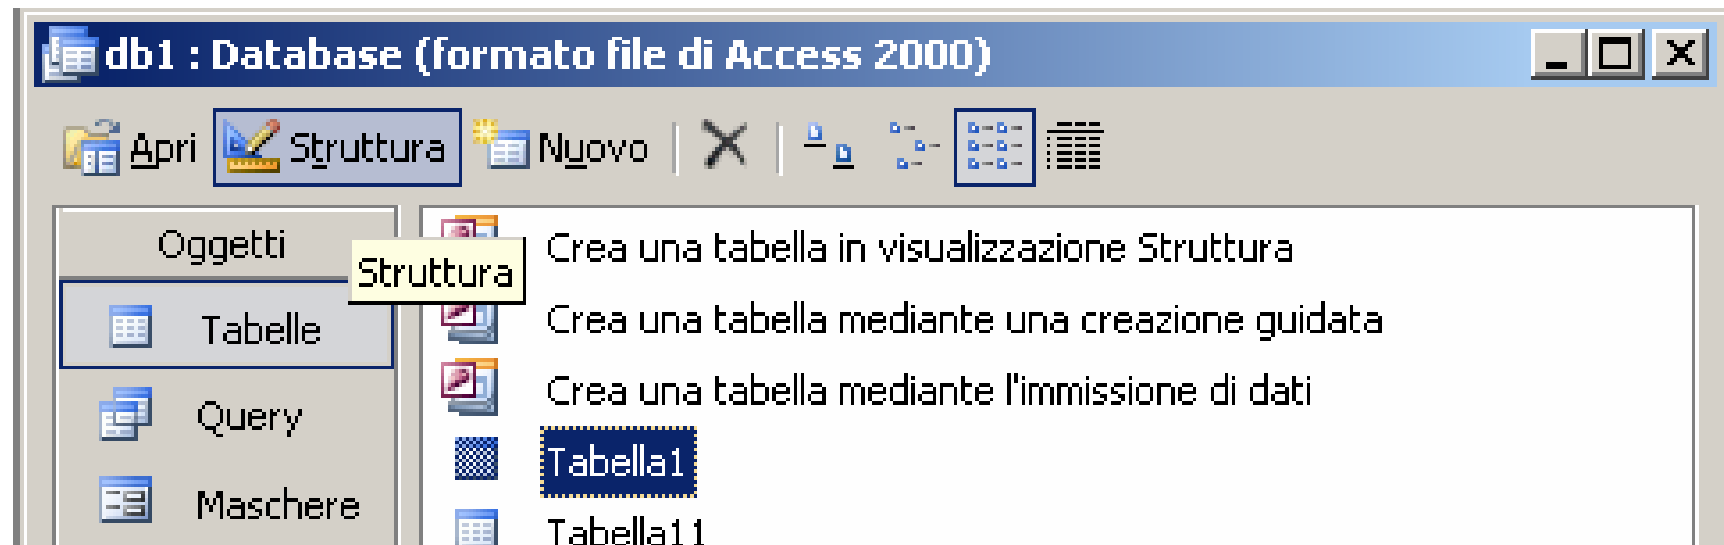 db1 : Database (formato file di Access 2000)
Apri Struttura Nuovo
Oggetti
Struttura
Tabelle
Query
Maschere
Crea una tabella in visualizzazione Struttura
Crea una tabella mediante una creazione guidata
Crea una tabella mediante l'immissione di dati
Tabella1
Tabella11